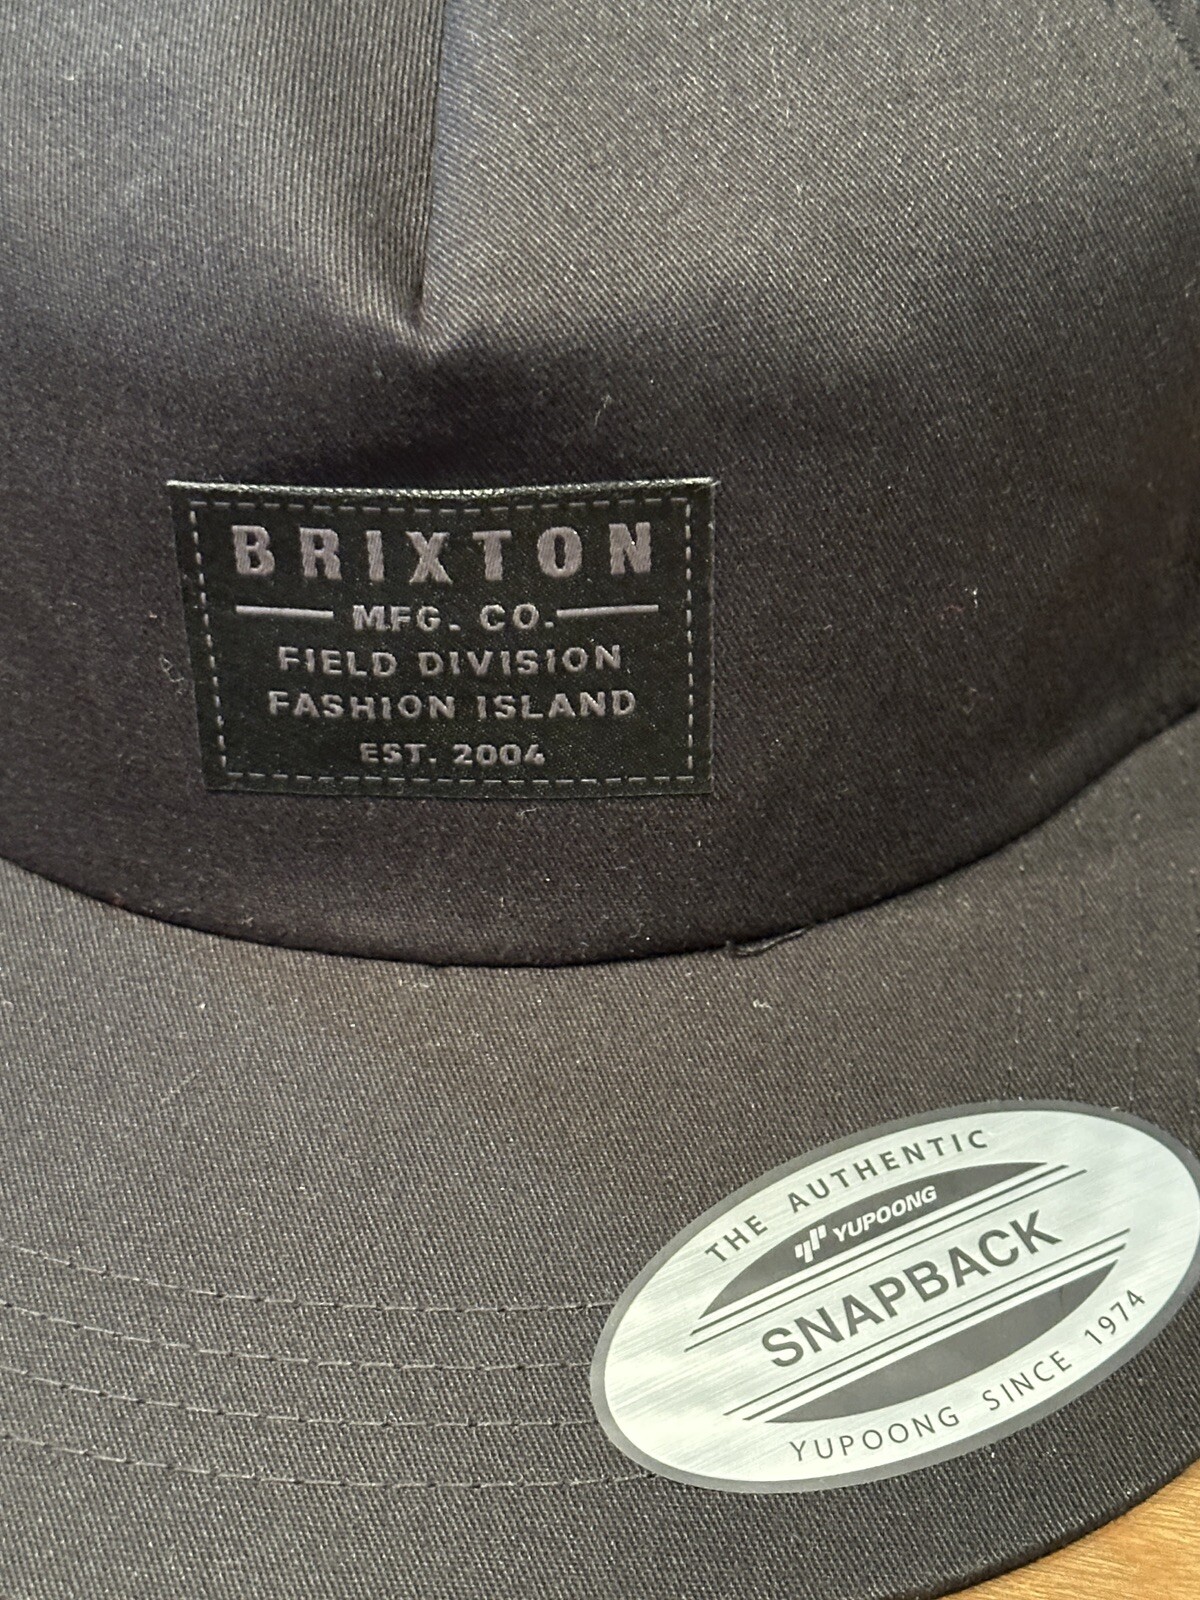 BRIXTON
MFG. CO.
FIELD DIVISION
FASHION ISLAND
EST. 2004
THE AUTHENTIC
YUPOONG
SNAPBACK
YUPOONG SINCE 1974